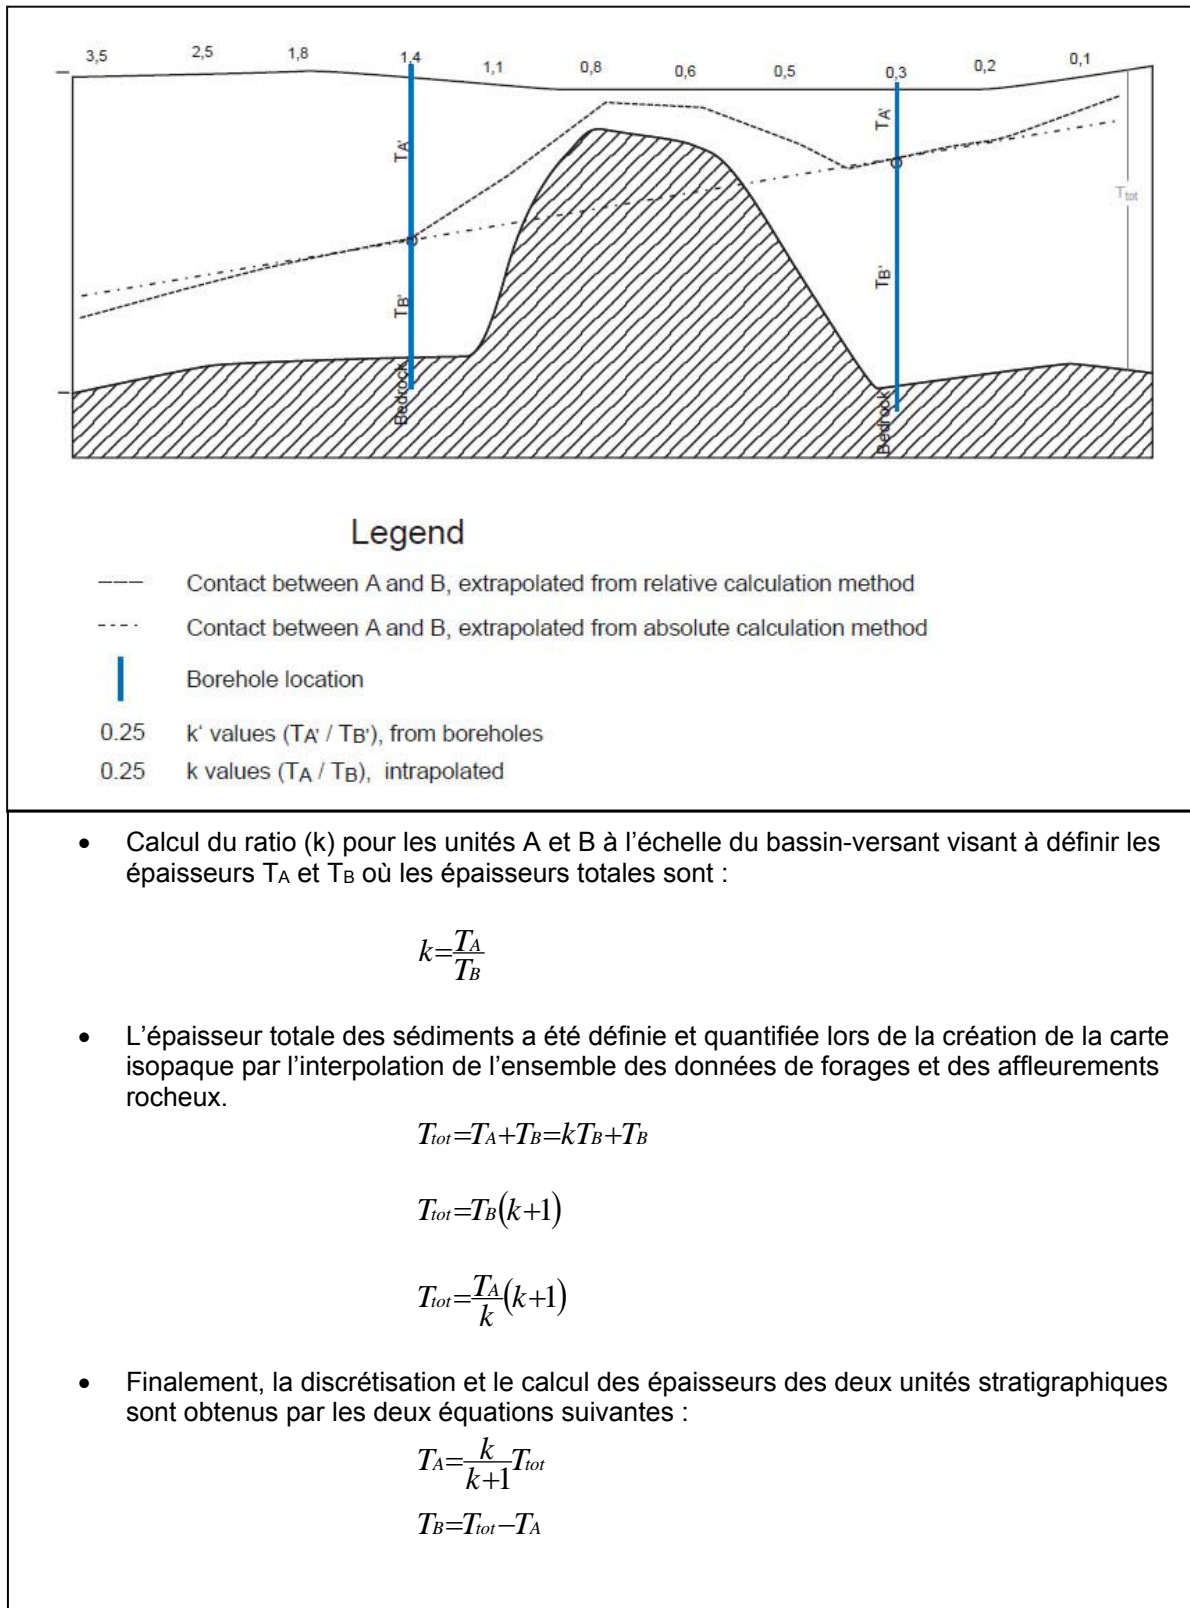 3,5 2,5 1,8 1,4 1,1 0,8 0,6 0,5 0,3 0,2 0,1
TA'
TB'
Bedrock
TA'
TB'
Bedrock
Ttot
Legend
Contact between A and B, extrapolated from relative calculation method
Contact between A and B, extrapolated from absolute calculation method
Borehole location
0.25 k‘ values (TA' / TB'), from boreholes
0.25 k values (TA / TB), intrapolated
• Calcul du ratio (k) pour les unités A et B à l’échelle du bassin-versant visant à définir les
épaisseurs TA et TB où les épaisseurs totales sont :
k=TA/TB
• L’épaisseur totale des sédiments a été définie et quantifiée lors de la création de la carte
isopaque par l’interpolation de l’ensemble des données de forages et des affleurements
rocheux.
Ttot=TA+TB=kTB+TB
Ttot=TB(k+1)
Ttot=TA/k(k+1)
• Finalement, la discrétisation et le calcul des épaisseurs des deux unités stratigraphiques
sont obtenus par les deux équations suivantes :
TA=k/k+1Ttot
TB=Ttot−TA